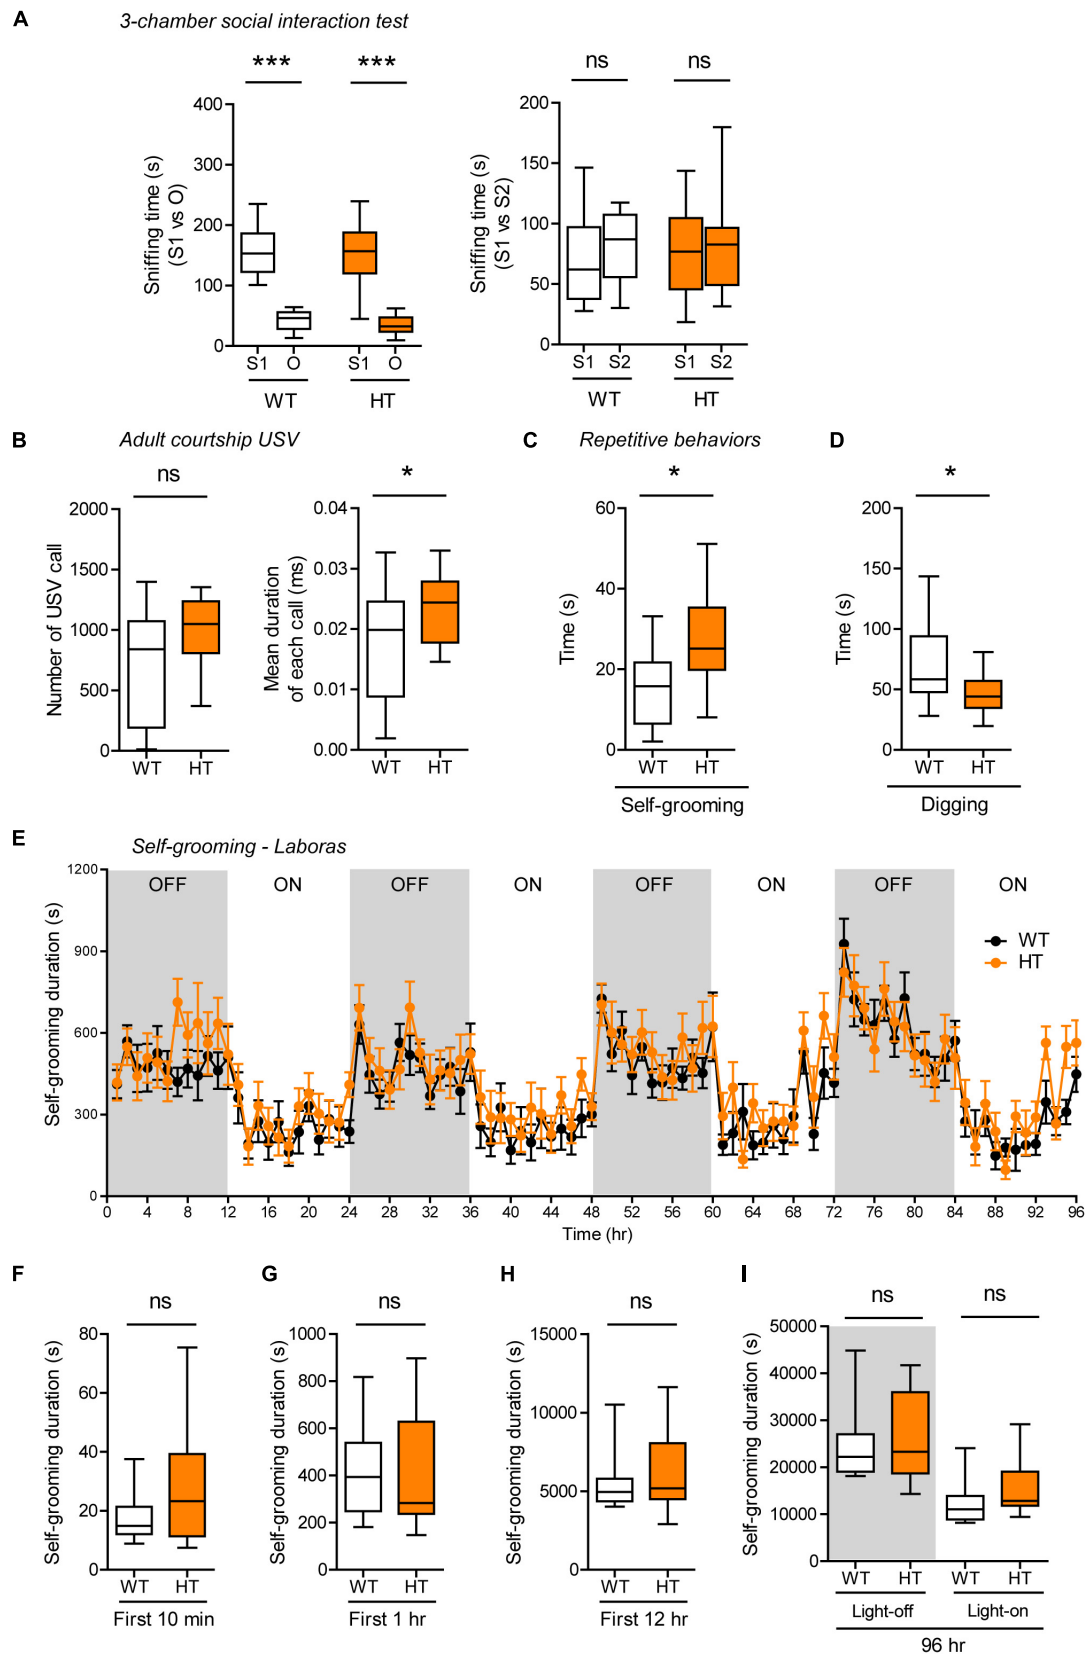 A 3-chamber social interaction test
*** ***
400
300
200
100
0
Sniffing time (s)
(S1 vs O)
S1 O S1 O
WT HT
ns ns
200
150
100
50
0
Sniffing time (s)
(S1 vs S2)
S1 S2 S1 S2
WT HT
B Adult courtship USV
ns
2000
1500
1000
500
0
Number of USV call
WT HT
*
0.04
0.03
0.02
0.01
0.00
Mean duration
of each call (ms)
WT HT
C Repetitive behaviors
*
60
40
20
0
Time (s)
WT HT
Self-grooming
D
*
200
150
100
50
0
Time (s)
WT HT
Digging
E Self-grooming - Laboras
1200
900
600
300
0
Self-grooming duration (s)
OFF ON OFF ON OFF ON OFF ON
WT
HT
0 4 8 12 16 20 24 28 32 36 40 44 48 52 56 60 64 68 72 76 80 84 88 92 96
Time (hr)
F
ns
80
60
40
20
0
Self-grooming duration (s)
WT HT
First 10 min
G
ns
1000
800
600
400
200
0
Self-grooming duration (s)
WT HT
First 1 hr
H
ns
15000
10000
5000
0
Self-grooming duration (s)
WT HT
First 12 hr
I
ns ns
50000
40000
30000
20000
10000
0
Self-grooming duration (s)
WT HT WT HT
Light-off Light-on
96 hr